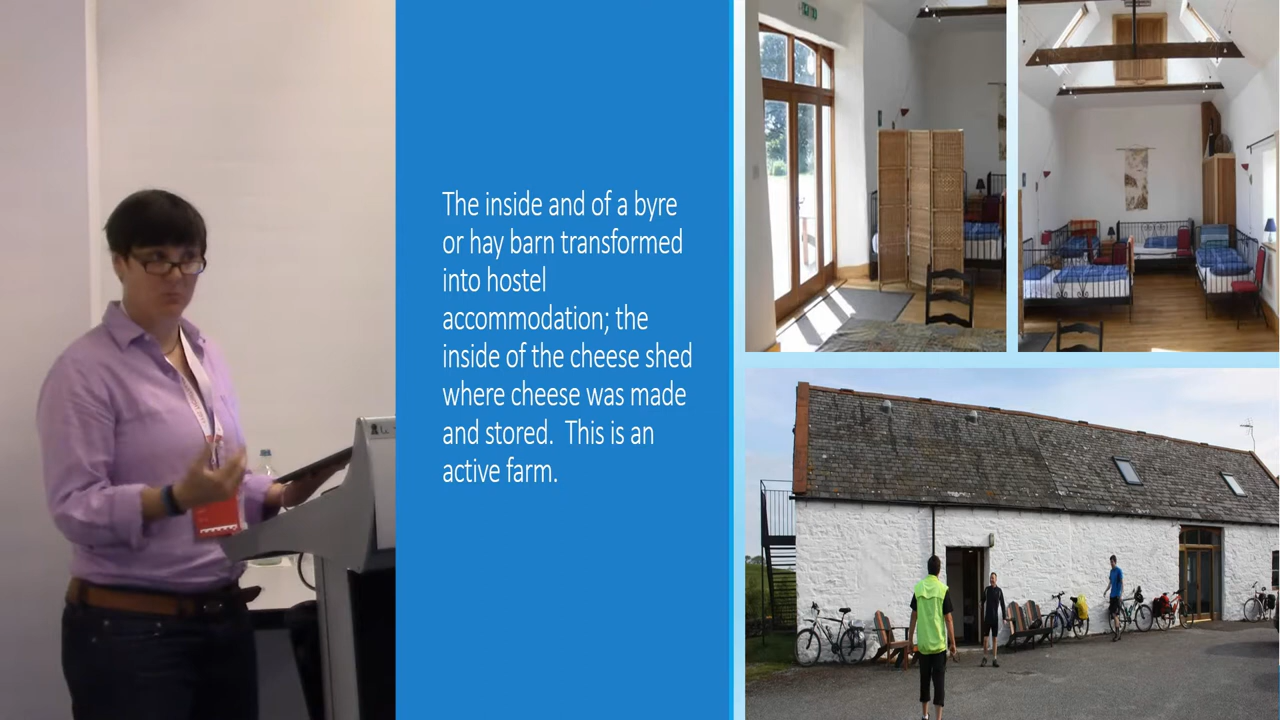 The inside and of a byre
or hay barn transformed
into hostel
accommodation; the
inside of the cheese shed
where cheese was made
and stored.  This is an
active farm.